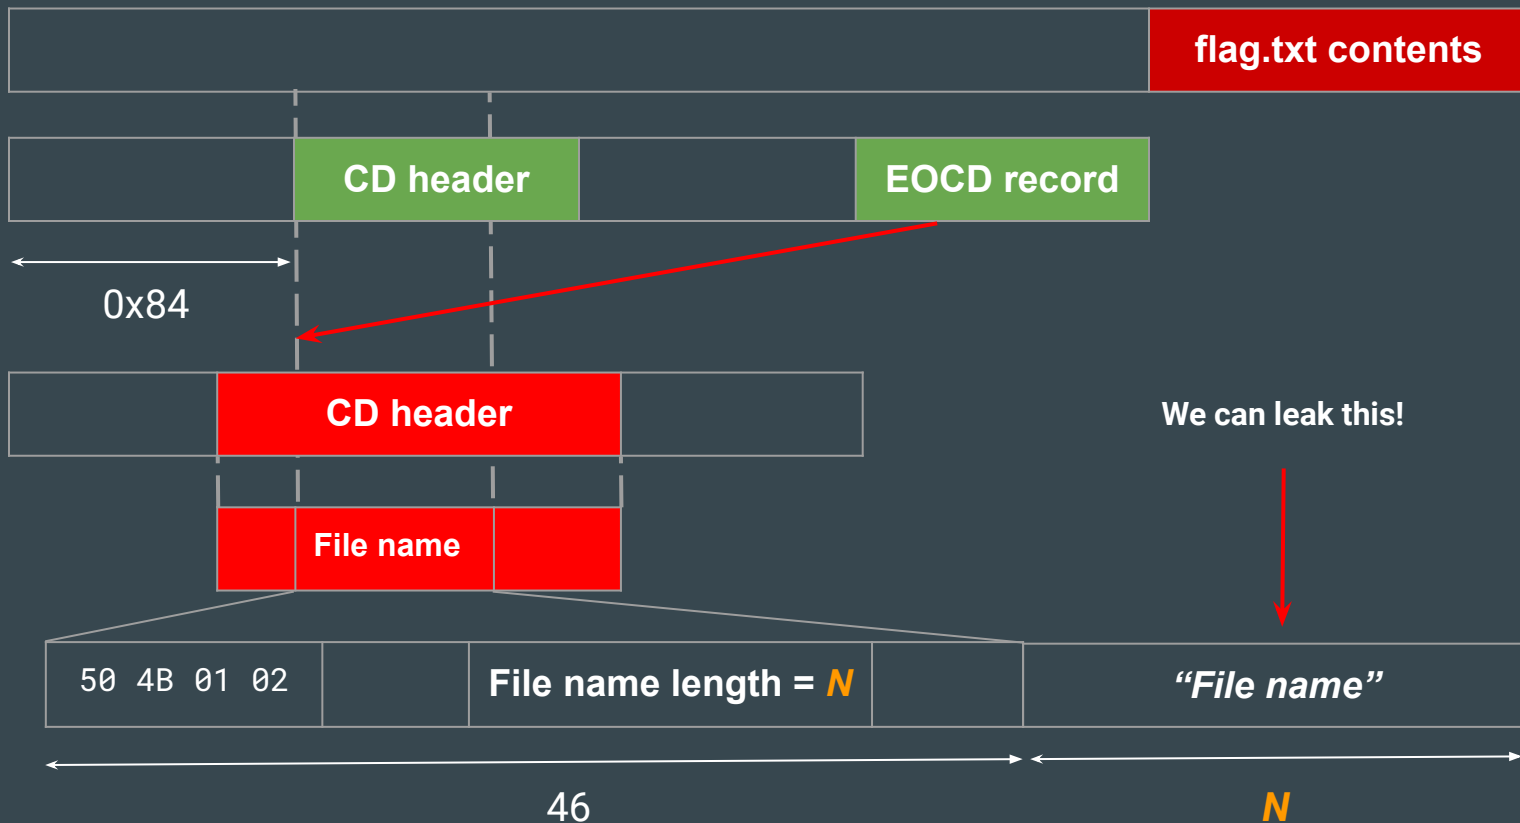 flag.txt contents
CD header
EOCD record
0x84
CD header
We can leak this!
File name
50 4B 01 02
File name length = N
“File name”
46
N